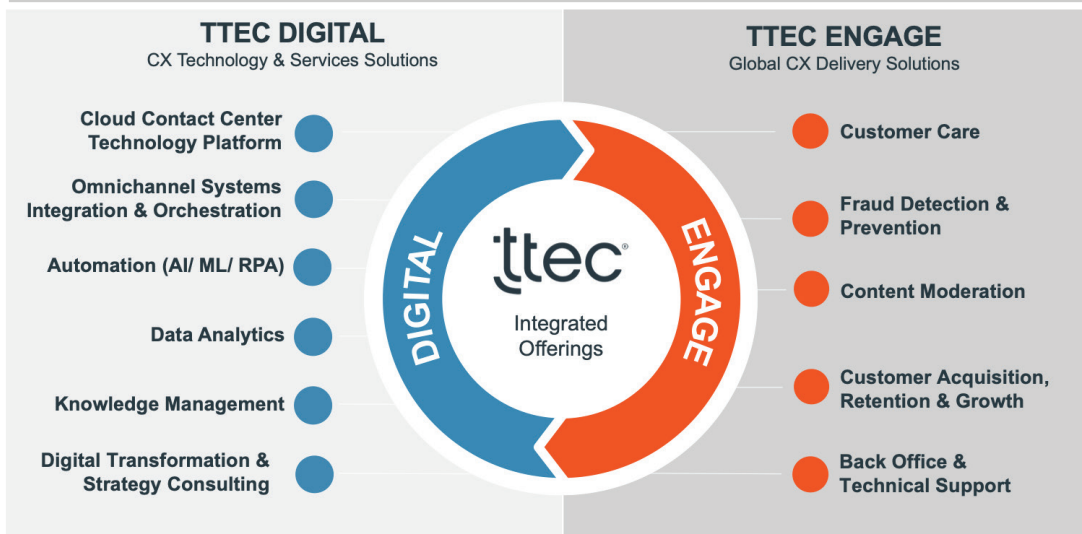 TTEC DIGITAL
CX Technology & Services Solutions
Cloud Contact Center
Technology Platform
Omnichannel Systems
Integration & Orchestration
Automation (AI/ ML/ RPA)
Data Analytics
Knowledge Management
Digital Transformation &
Strategy Consulting
DIGITAL
ttec®
Integrated
Offerings
ENGAGE
TTEC ENGAGE
Global CX Delivery Solutions
Customer Care
Fraud Detection &
Prevention
Content Moderation
Customer Acquisition,
Retention & Growth
Back Office &
Technical Support